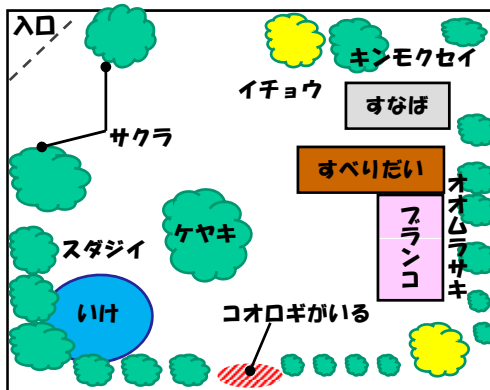 入口
キンモクセイ
イチョウ
すなば
サクラ
すべりだい
オオムラサキ
ブランコ
ケヤキ
スダジイ
いけ
コオロギがいる